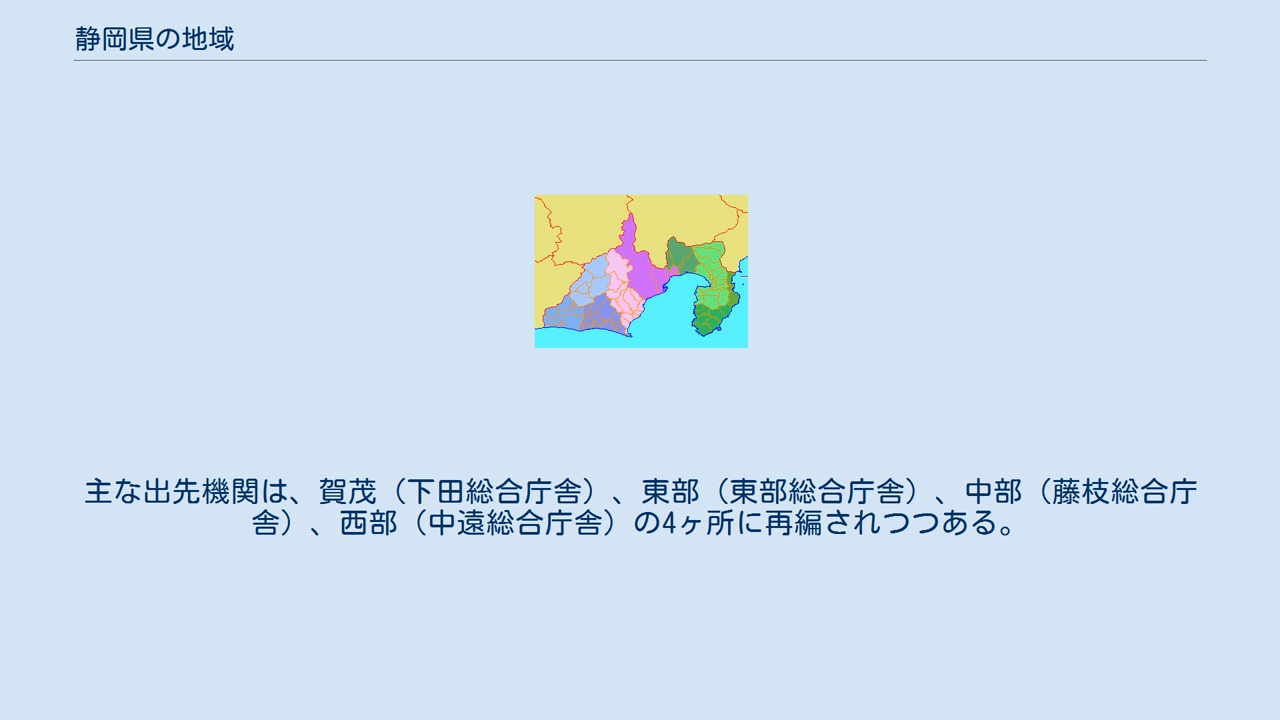 静岡県の地域
主な出先機関は、賀茂（下田総合庁舎）、東部（東部総合庁舎）、中部（藤枝総合庁
舎）、西部（中遠総合庁舎）の4ヶ所に再編されつつある。